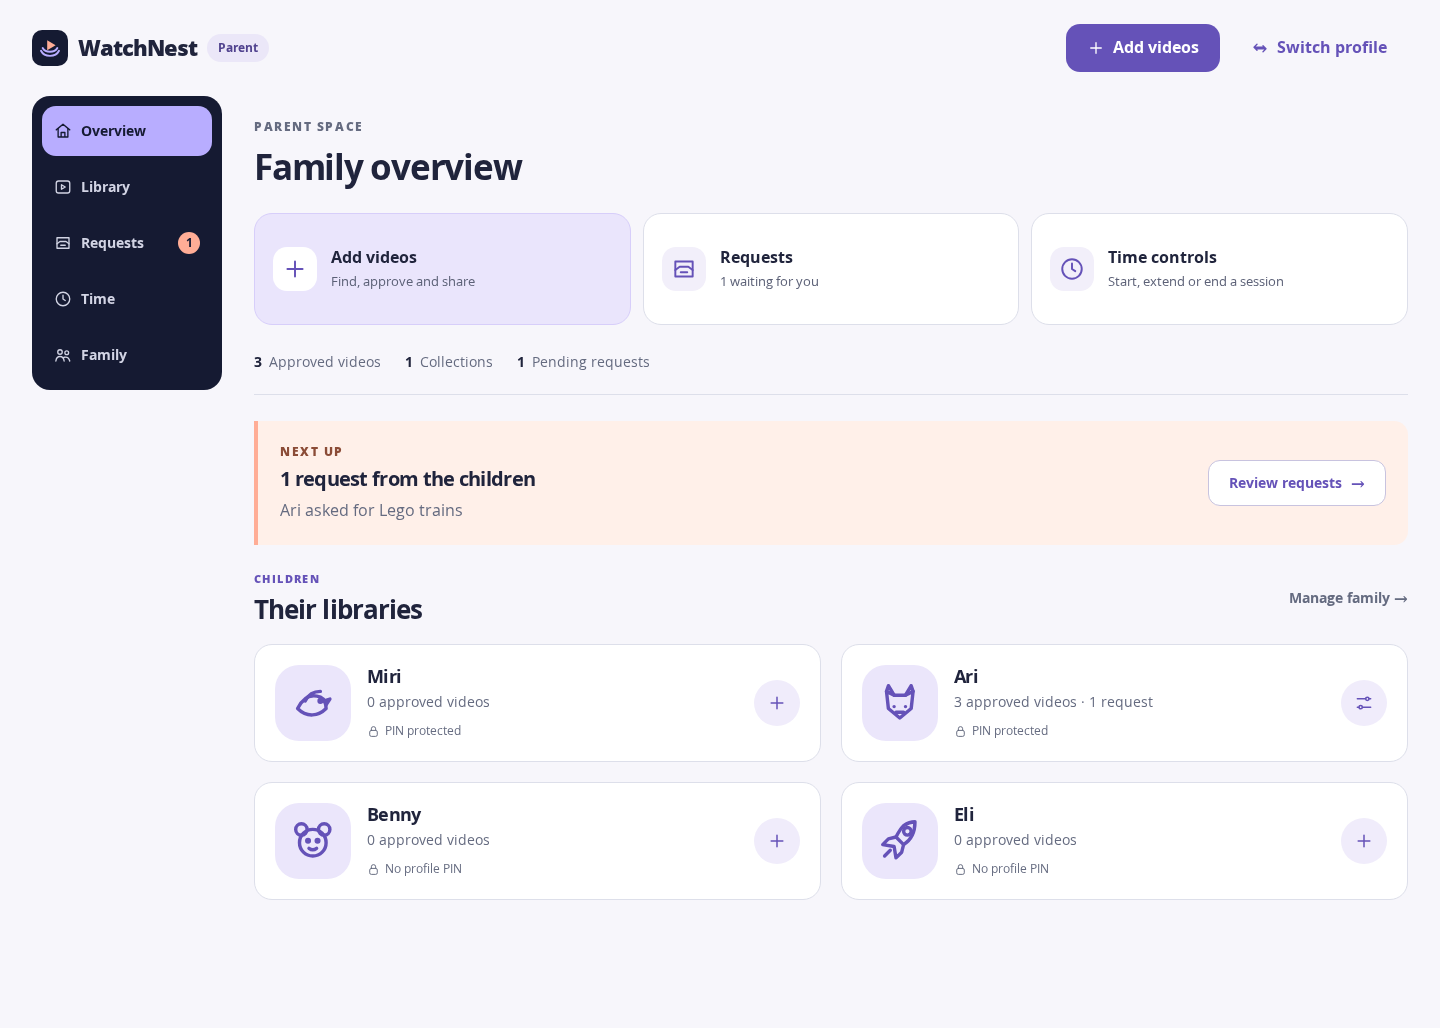 WatchNest
Parent
Add videos
Switch profile
Overview
Library
Requests
1
Time
Family
PARENT SPACE
Family overview
Add videos
Find, approve and share
Requests
1 waiting for you
Time controls
Start, extend or end a session
3 Approved videos
1 Collections
1 Pending requests
NEXT UP
1 request from the children
Ari asked for Lego trains
Review requests →
CHILDREN
Their libraries
Manage family →
Miri
0 approved videos
PIN protected
Ari
3 approved videos · 1 request
PIN protected
Benny
0 approved videos
No profile PIN
Eli
0 approved videos
No profile PIN